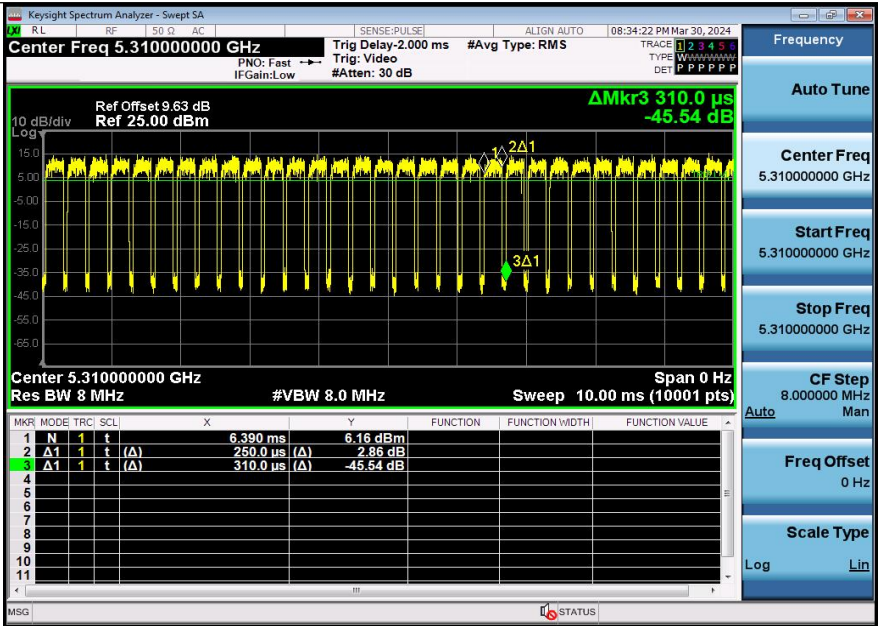 Keysight Spectrum Analyzer - Swept SA
LXI RL RF 50 Ω AC SENSE:PULSE ALIGN AUTO 08:34:22 PM Mar 30, 2024
Center Freq 5.310000000 GHz
PNO: Fast
IFGain:Low
Trig Delay-2.000 ms
Trig: Video
#Atten: 30 dB
#Avg Type: RMS
TRACE 1 2 3 4 5 6
TYPE WWWWWW
DET P P P P P P
Ref Offset 9.63 dB
10 dB/div Ref 25.00 dBm
Log
ΔMkr3 310.0 µs
-45.54 dB
15.0
5.00
-5.00
-15.0
-25.0
-35.0
-45.0
-55.0
-65.0
1
2Δ1
3Δ1
Center 5.310000000 GHz Span 0 Hz
Res BW 8 MHz #VBW 8.0 MHz Sweep 10.00 ms (10001 pts)
MKR MODE TRC SCL X Y FUNCTION FUNCTION WIDTH FUNCTION VALUE
1 N 1 t 6.390 ms 6.16 dBm
2 Δ1 1 t (Δ) 250.0 µs (Δ) 2.86 dB
3 Δ1 1 t (Δ) 310.0 µs (Δ) -45.54 dB
4
5
6
7
8
9
10
11
MSG STATUS
Frequency
Auto Tune
Center Freq
5.310000000 GHz
Start Freq
5.310000000 GHz
Stop Freq
5.310000000 GHz
CF Step
8.000000 MHz
Auto Man
Freq Offset
0 Hz
Scale Type
Log Lin